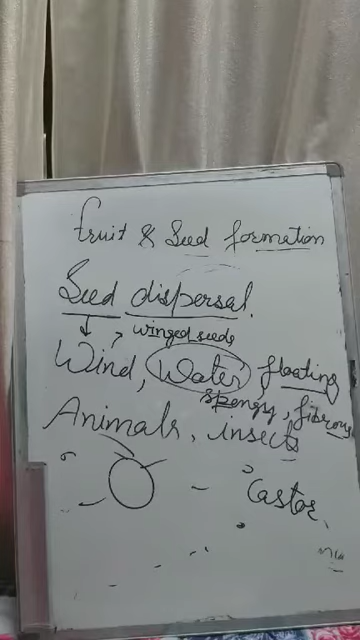 Fruit & Seed formation
Seed dispersal.
winged seeds
Wind, Water floating
spongy, fibrous
Animals, insects
Castor,